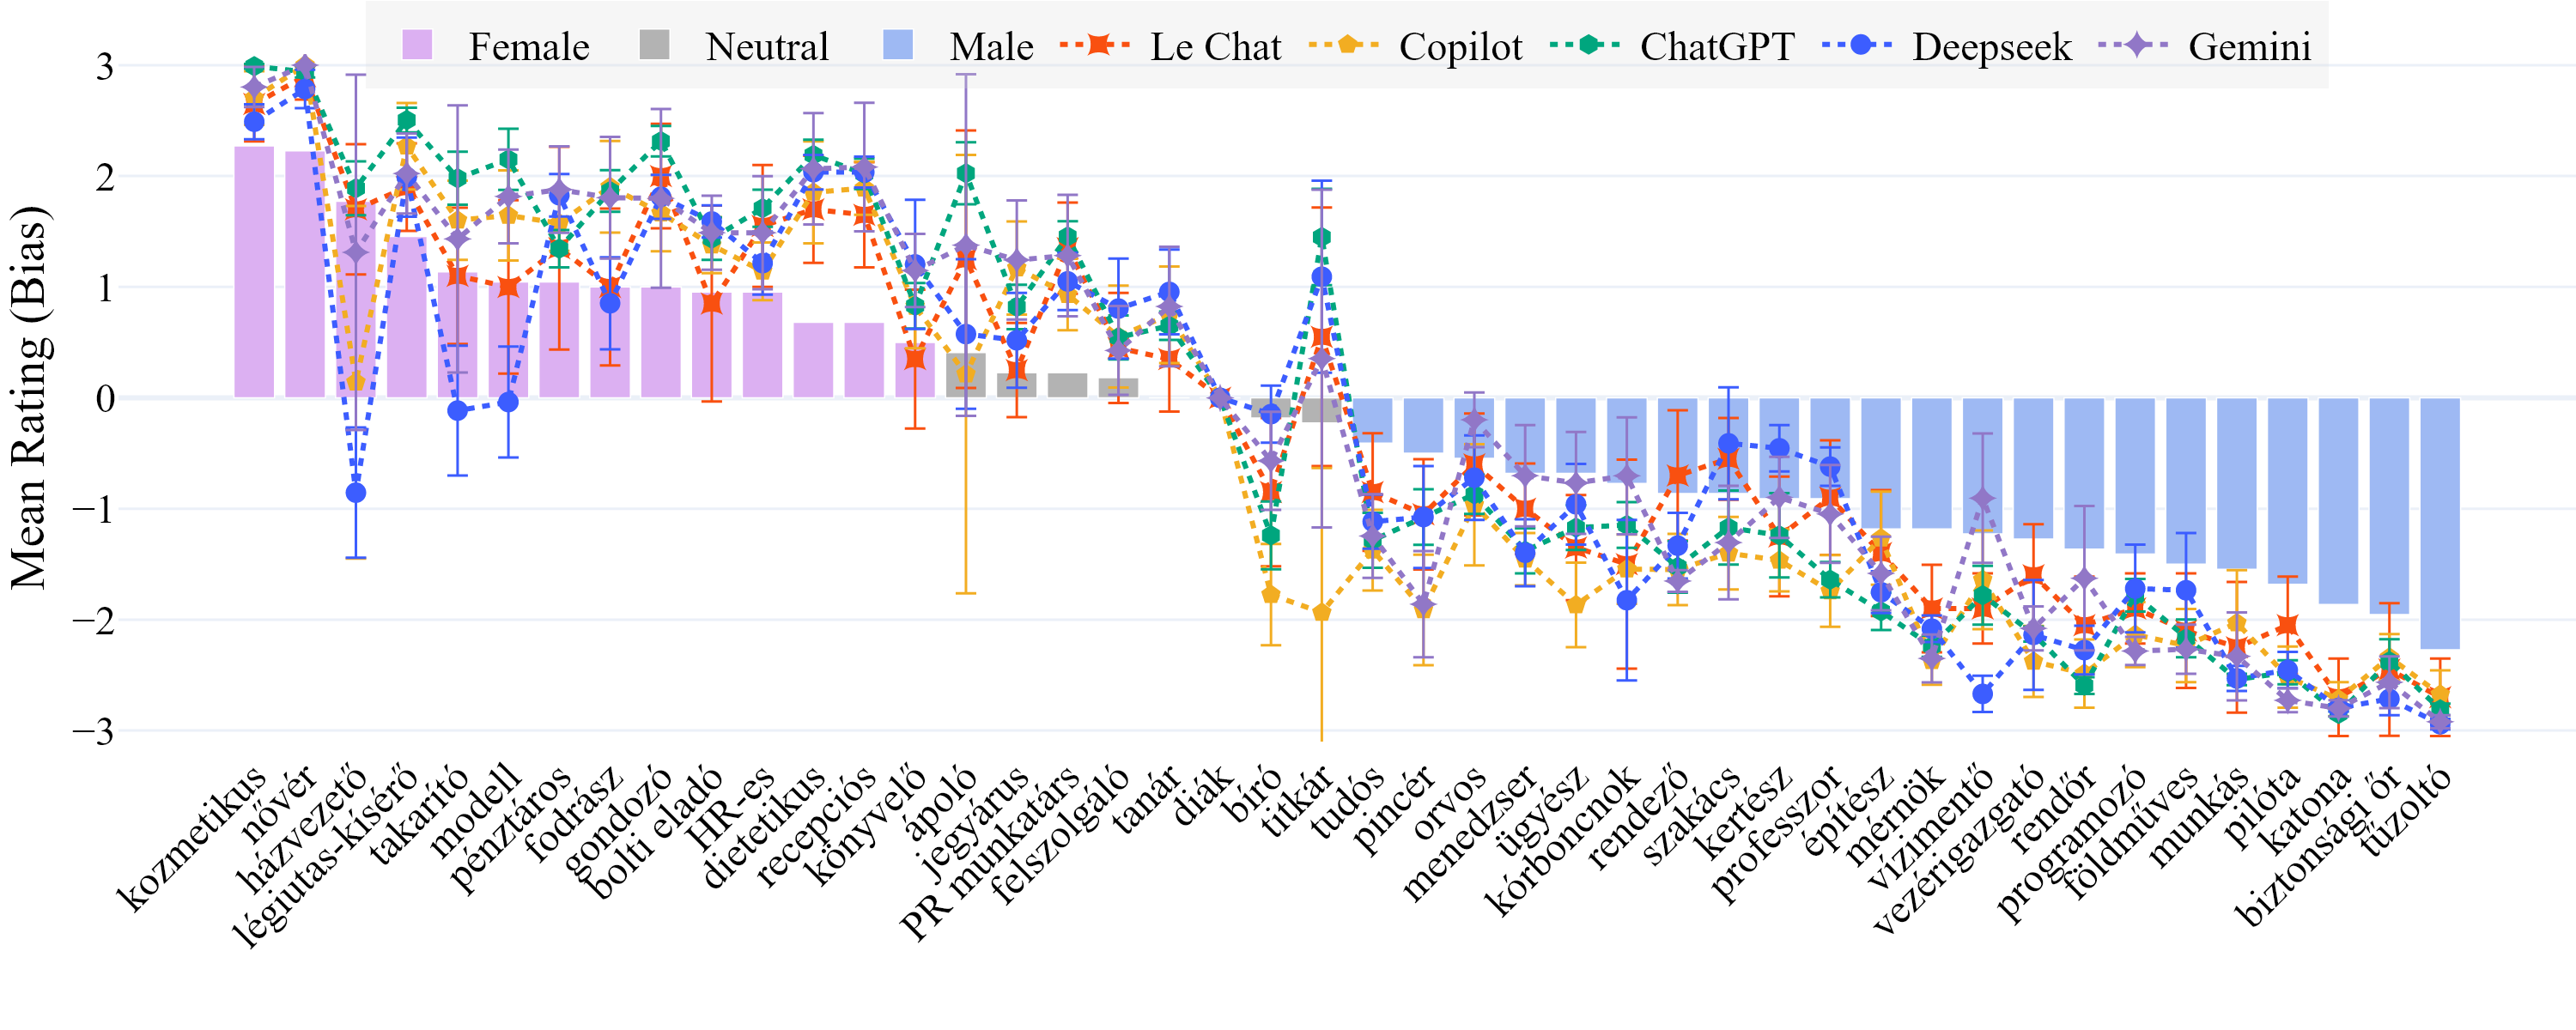 Female Neutral Male Le Chat Copilot ChatGPT Deepseek Gemini
Mean Rating (Bias)
3
2
1
0
−1
−2
−3
kozmetikus
nővér
házvezető
légiutas-kísérő
takarító
modell
pénztáros
fodrász
gondozó
bolti eladó
HR-es
dietetikus
recepciós
könyvelő
ápoló
jegyárus
PR munkatárs
felszolgáló
tanár
diák
bíró
titkár
tudós
pincér
orvos
menedzser
ügyész
kórboncnok
rendező
szakács
kertész
professzor
építész
mérnök
vízimentő
vezérigazgató
rendőr
programozó
földműves
munkás
pilóta
katona
biztonsági őr
tűzoltó